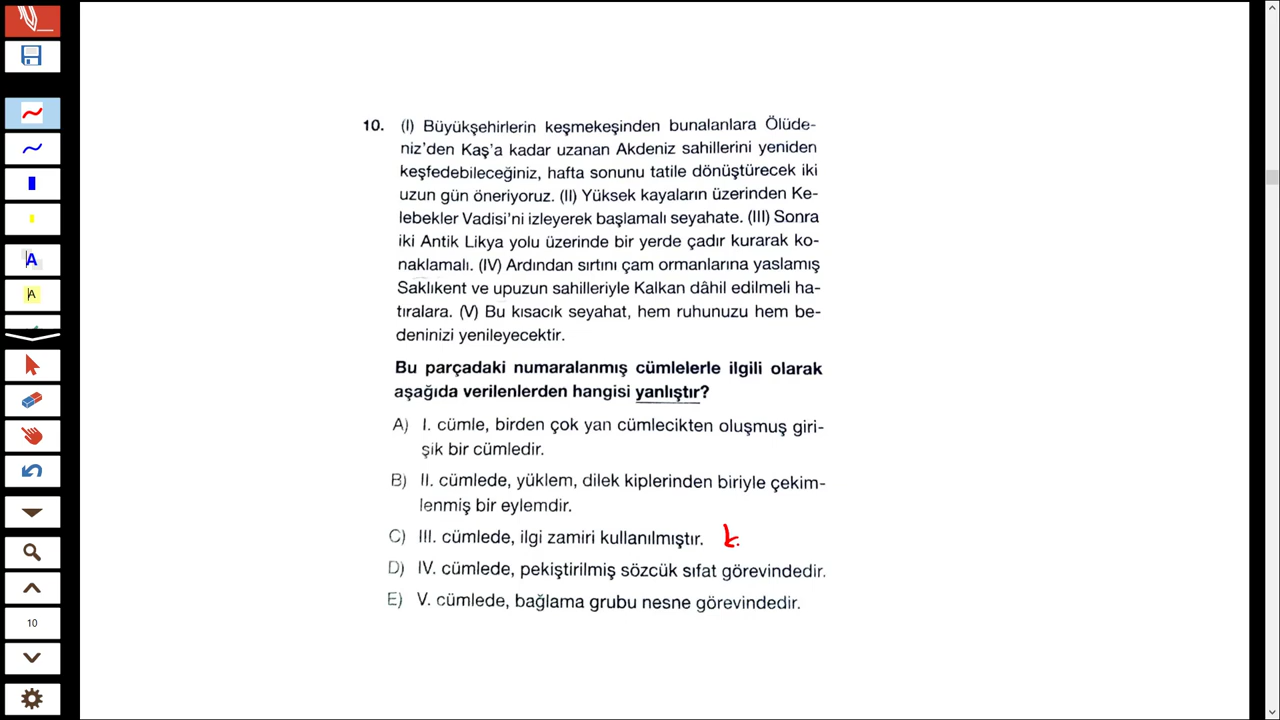 10. (I) Büyükşehirlerin keşmekeşinden bunalanlara Ölüde-
niz'den Kaş'a kadar uzanan Akdeniz sahillerini yeniden
keşfedebileceğiniz, hafta sonunu tatile dönüştürecek iki
uzun gün öneriyoruz. (II) Yüksek kayaların üzerinden Ke-
lebekler Vadisi'ni izleyerek başlamalı seyahate. (III) Sonra
iki Antik Likya yolu üzerinde bir yerde çadır kurarak ko-
naklamalı. (IV) Ardından sırtını çam ormanlarına yaslamış
Saklıkent ve upuzun sahilleriyle Kalkan dâhil edilmeli ha-
tıralara. (V) Bu kısacık seyahat, hem ruhunuzu hem be-
deninizi yenileyecektir.
Bu parçadaki numaralanmış cümlelerle ilgili olarak
aşağıda verilenlerden hangisi yanlıştır?
A) I. cümle, birden çok yan cümlecikten oluşmuş giri-
şik bir cümledir.
B) II. cümlede, yüklem, dilek kiplerinden biriyle çekim-
lenmiş bir eylemdir.
C) III. cümlede, ilgi zamiri kullanılmıştır.
D) IV. cümlede, pekiştirilmiş sözcük sıfat görevindedir.
E) V. cümlede, bağlama grubu nesne görevindedir.
A
A
10